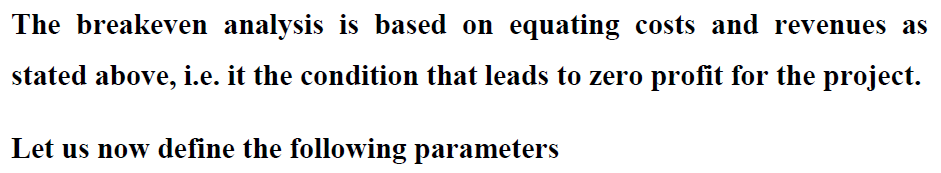 The breakeven analysis is based on equating costs and revenues as
stated above, i.e. it the condition that leads to zero profit for the project.
Let us now define the following parameters